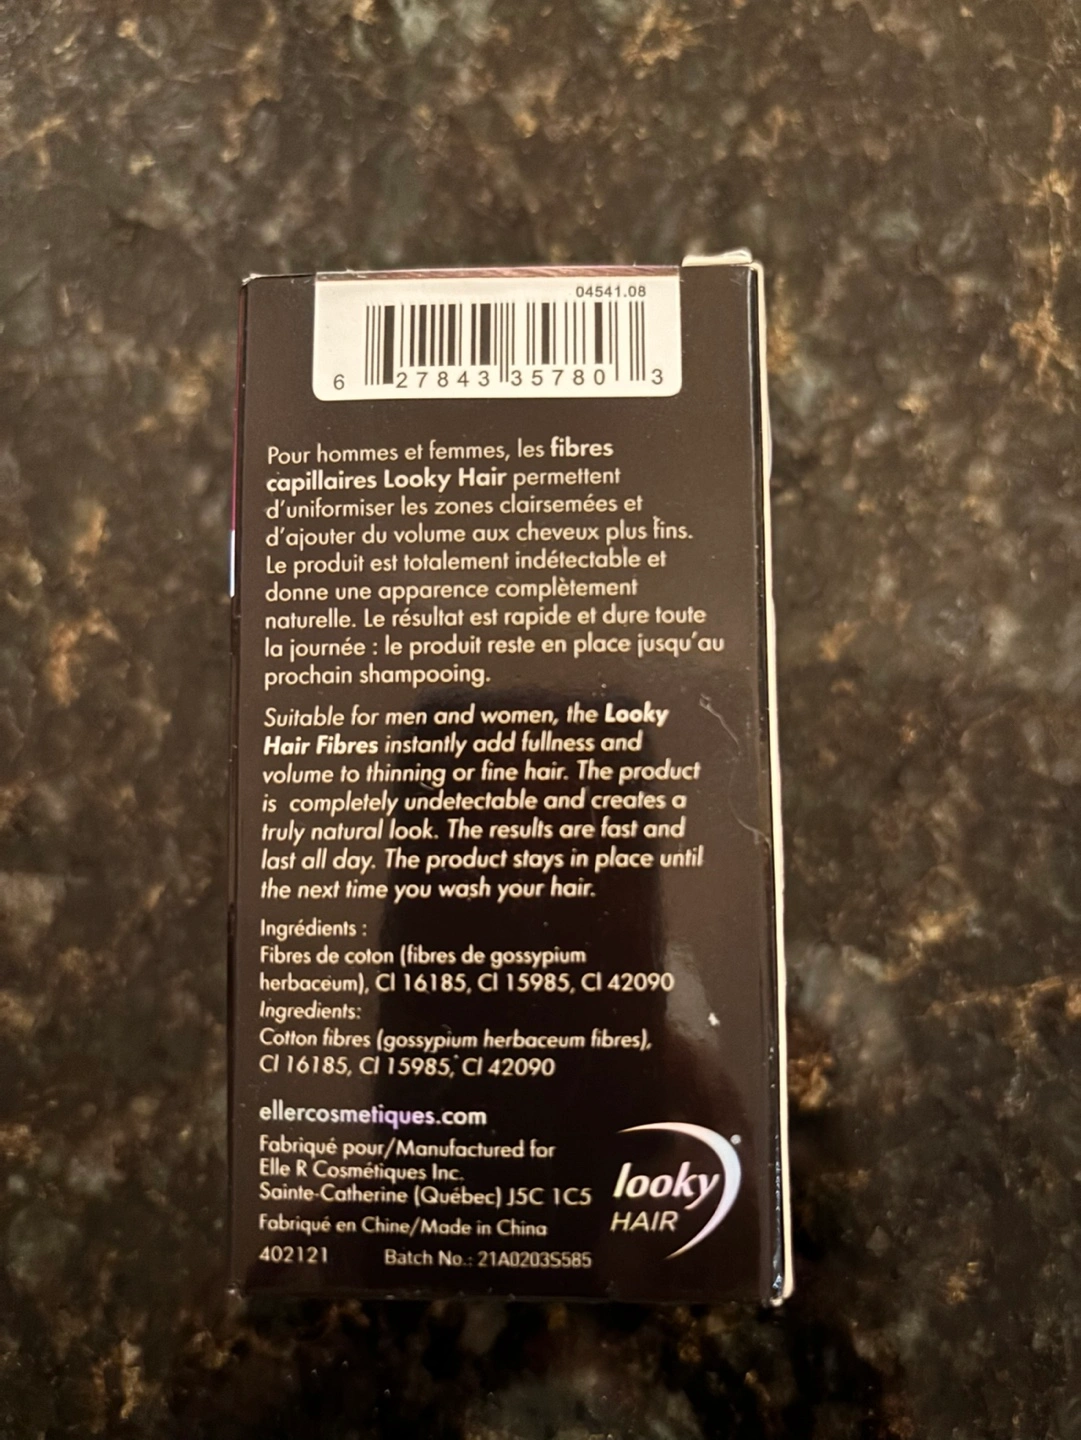 04541.08
6 27843 35780 3
Pour hommes et femmes, les fibres
capillaires Looky Hair permettent
d'uniformiser les zones clairsemées et
d'ajouter du volume aux cheveux plus fins.
Le produit est totalement indétectable et
donne une apparence complètement
naturelle. Le résultat est rapide et dure toute
la journée : le produit reste en place jusqu'au
prochain shampooing.
Suitable for men and women, the Looky
Hair Fibres instantly add fullness and
volume to thinning or fine hair. The product
is completely undetectable and creates a
truly natural look. The results are fast and
last all day. The product stays in place until
the next time you wash your hair.
Ingrédients :
Fibres de coton (fibres de gossypium
herbaceum), Cl 16185, Cl 15985, Cl 42090
Ingredients:
Cotton fibres (gossypium herbaceum fibres),
Cl 16185, Cl 15985, Cl 42090
ellercosmetiques.com
Fabriqué pour/Manufactured for
Elle R Cosmétiques Inc.
Sainte-Catherine (Québec) J5C 1C5
Fabriqué en Chine/Made in China
402121 Batch No.: 21A0203S585
looky®
HAIR